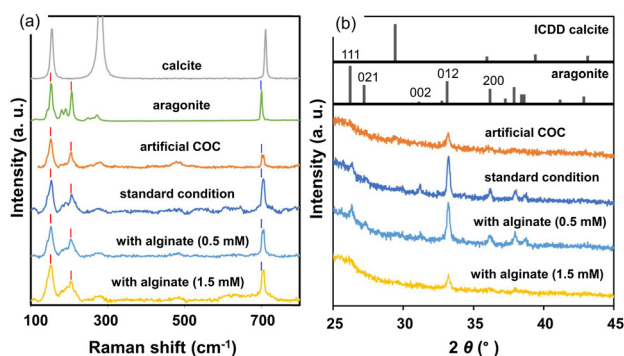 (a)
Intensity (a. u.)
calcite
aragonite
artificial COC
standard condition
with alginate (0.5 mM)
with alginate (1.5 mM)
100 300 500 700
Raman shift (cm-1)
(b)
Intensity (a. u.)
ICDD calcite
aragonite
111
021
002
012
200
artificial COC
standard condition
with alginate (0.5 mM)
with alginate (1.5 mM)
25 30 35 40 45
2 θ (°)